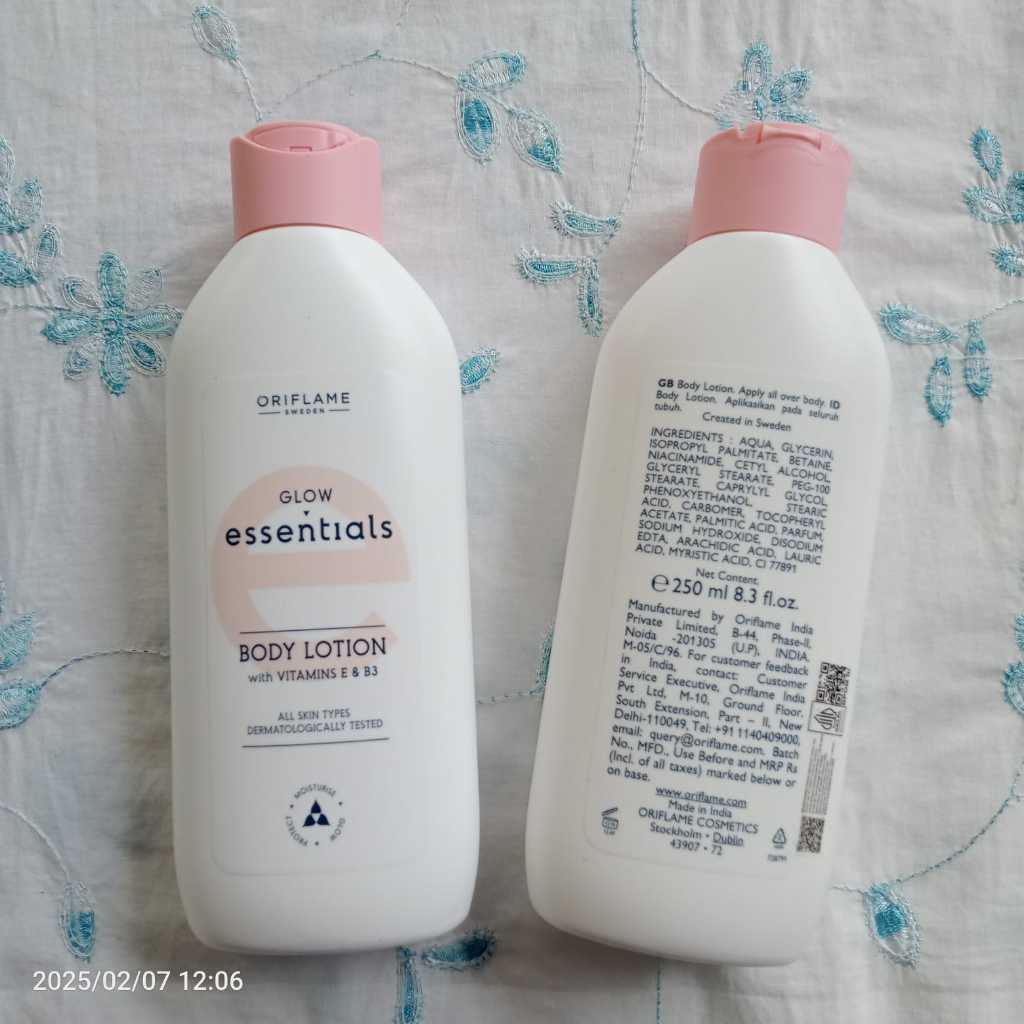 ORIFLAME
SWEDEN
GLOW
essentials
BODY LOTION
with VITAMINS E & B3
ALL SKIN TYPES
DERMATOLOGICALLY TESTED
MOISTURISE • GLOW • PROTECT
GB Body Lotion. Apply all over body. ID
Body Lotion. Aplikasikan pada seluruh
tubuh.
Created in Sweden
INGREDIENTS : AQUA, GLYCERIN,
ISOPROPYL PALMITATE, BETAINE,
NIACINAMIDE, CETYL ALCOHOL,
GLYCERYL STEARATE, PEG-100
STEARATE, CAPRYLYL GLYCOL,
PHENOXYETHANOL, STEARIC
ACID, CARBOMER, TOCOPHERYL
ACETATE, PALMITIC ACID, PARFUM,
SODIUM HYDROXIDE, DISODIUM
EDTA, ARACHIDIC ACID, LAURIC
ACID, MYRISTIC ACID, CI 77891
Net Content,
℮ 250 ml 8.3 fl.oz.
Manufactured by Oriflame India
Private Limited, B-44, Phase-II,
Noida -201305 (U.P), INDIA.
M-05/C/96. For customer feedback
in India, contact: Customer
Service Executive, Oriflame India
Pvt Ltd, M-10, Ground Floor,
South Extension, Part – II, New
Delhi-110049, Tel: +91 1140409000,
email: query@oriflame.com. Batch
No., MFD., Use Before and MRP Rs
(Incl. of all taxes) marked below or
on base.
www.oriflame.com
Made in India
ORIFLAME COSMETICS
Stockholm • Dublin
43907 • 72
2025/02/07 12:06